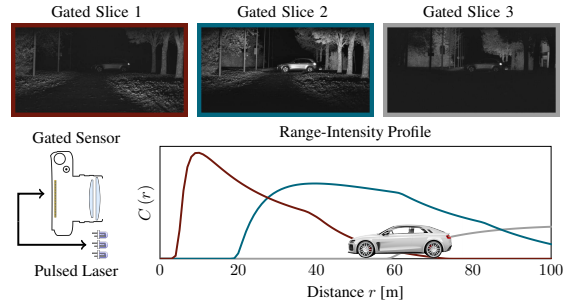 Gated Slice 1
Gated Slice 2
Gated Slice 3
Gated Sensor
Pulsed Laser
Range-Intensity Profile
C (r)
0
20
40
60
80
100
Distance r [m]